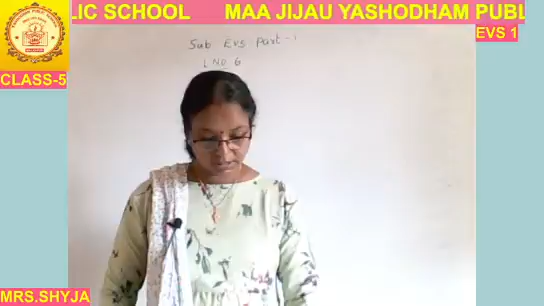 LIC SCHOOL MAA JIJAU YASHODHAM PUBL
EVS 1
CLASS-5
Sub Evs Part-1
L NO 6
MRS.SHYJA